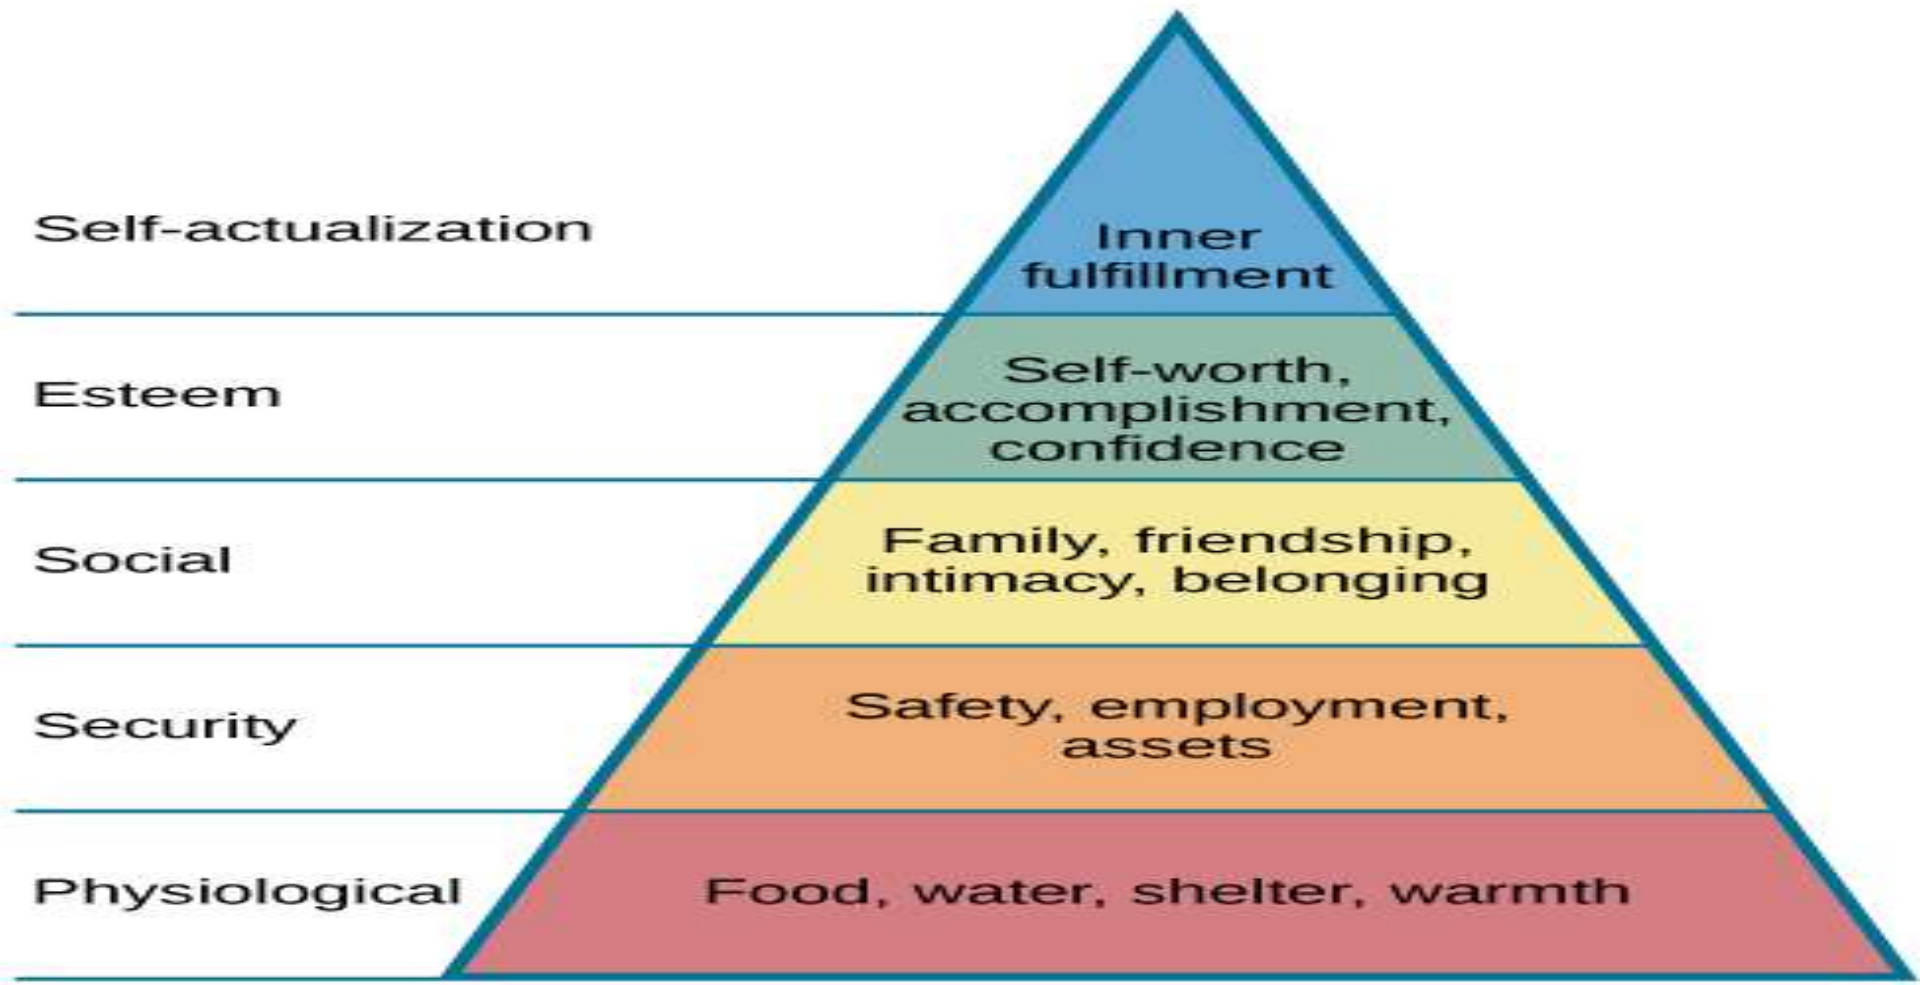 Self-actualization
Inner
fulfillment
Esteem
Self-worth,
accomplishment,
confidence
Social
Family, friendship,
intimacy, belonging
Security
Safety, employment,
assets
Physiological
Food, water, shelter, warmth